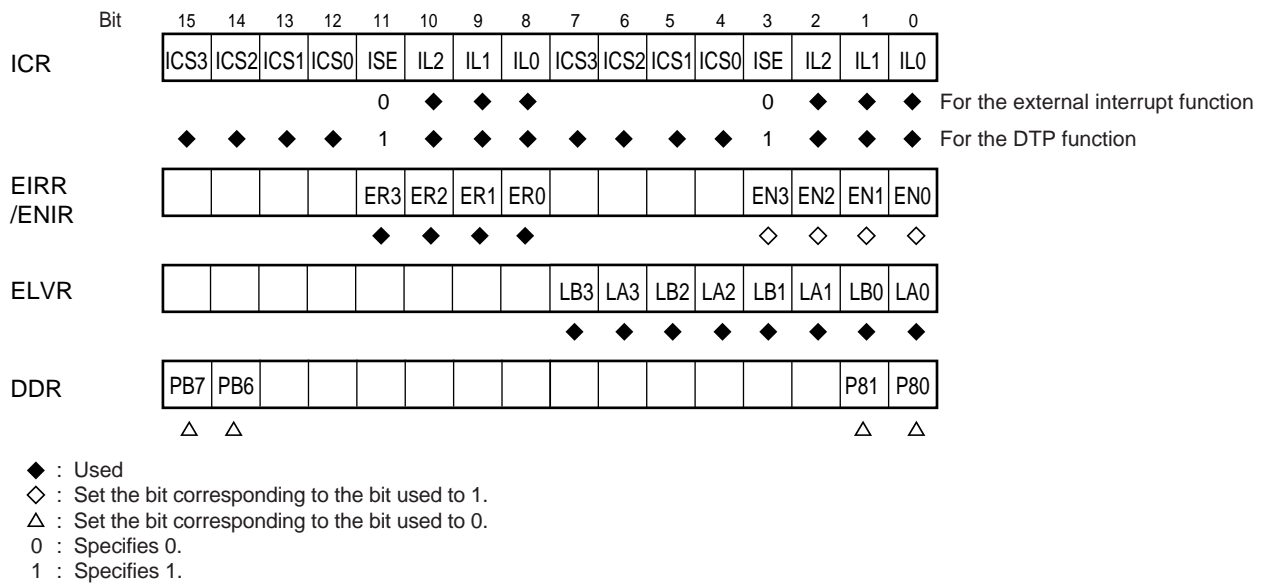 Bit 15 14 13 12 11 10 9 8 7 6 5 4 3 2 1 0
ICR ICS3 ICS2 ICS1 ICS0 ISE IL2 IL1 IL0 ICS3 ICS2 ICS1 ICS0 ISE IL2 IL1 IL0
0 ◆ ◆ ◆ 0 ◆ ◆ ◆ For the external interrupt function
◆ ◆ ◆ ◆ 1 ◆ ◆ ◆ ◆ ◆ ◆ ◆ 1 ◆ ◆ ◆ For the DTP function
EIRR
/ENIR ER3 ER2 ER1 ER0 EN3 EN2 EN1 EN0
◆ ◆ ◆ ◆ ◇ ◇ ◇ ◇
ELVR LB3 LA3 LB2 LA2 LB1 LA1 LB0 LA0
◆ ◆ ◆ ◆ ◆ ◆ ◆ ◆
DDR PB7 PB6 P81 P80
△ △ △ △
◆ : Used
◇ : Set the bit corresponding to the bit used to 1.
△ : Set the bit corresponding to the bit used to 0.
0 : Specifies 0.
1 : Specifies 1.